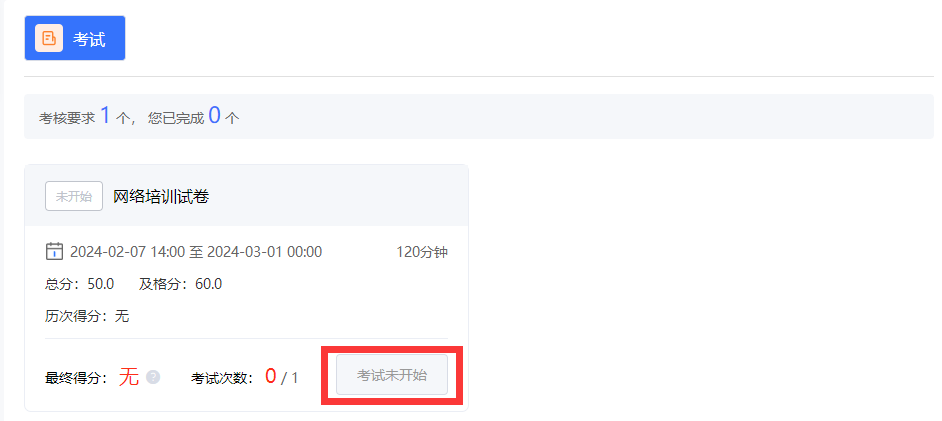 考试
考核要求 1 个， 您已完成 0 个
未开始 网络培训试卷
2024-02-07 14:00 至 2024-03-01 00:00 120分钟
总分：50.0 及格分：60.0
历次得分：无
最终得分： 无 ? 考试次数： 0 / 1 考试未开始